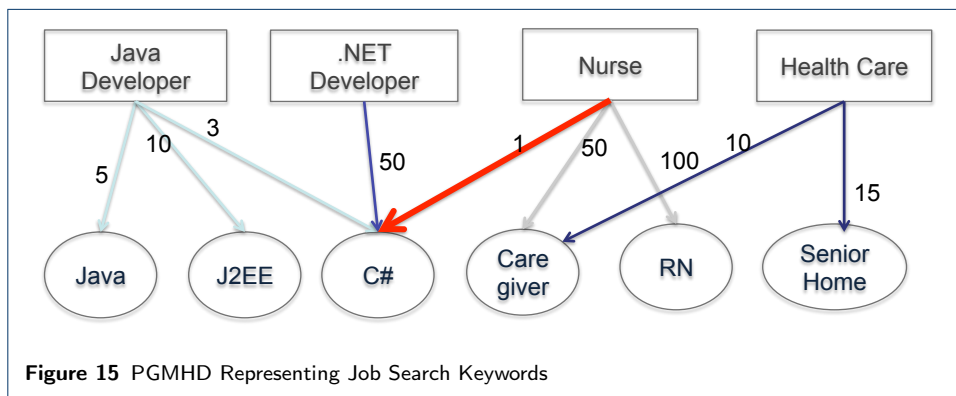 Java
Developer
.NET
Developer
Nurse
Health Care
5
10
3
50
1
50
100
10
15
Java
J2EE
C#
Care
giver
RN
Senior
Home
Figure 15 PGMHD Representing Job Search Keywords